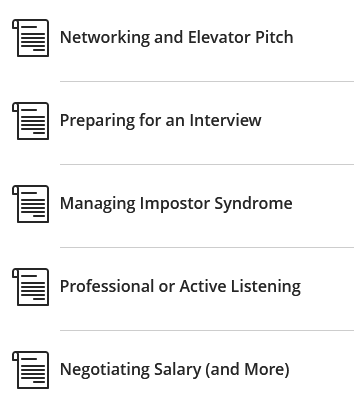 Networking and Elevator Pitch
Preparing for an Interview
Managing Impostor Syndrome
Professional or Active Listening
Negotiating Salary (and More)